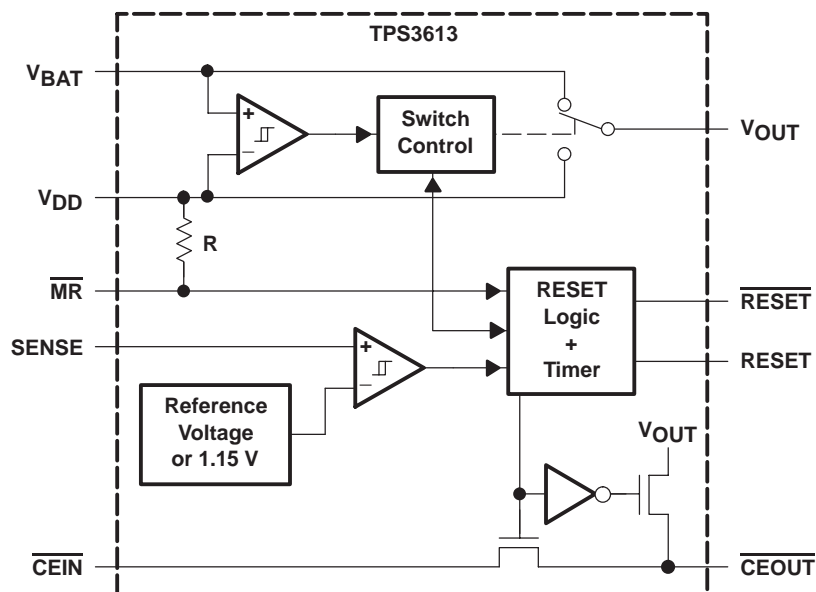 TPS3613
VBAT
+
Switch
Control
VOUT
_
VDD
R
MR
RESET
Logic
+
Timer
RESET
SENSE
+
RESET
_
Reference
Voltage
or 1.15 V
VOUT
CEIN
CEOUT